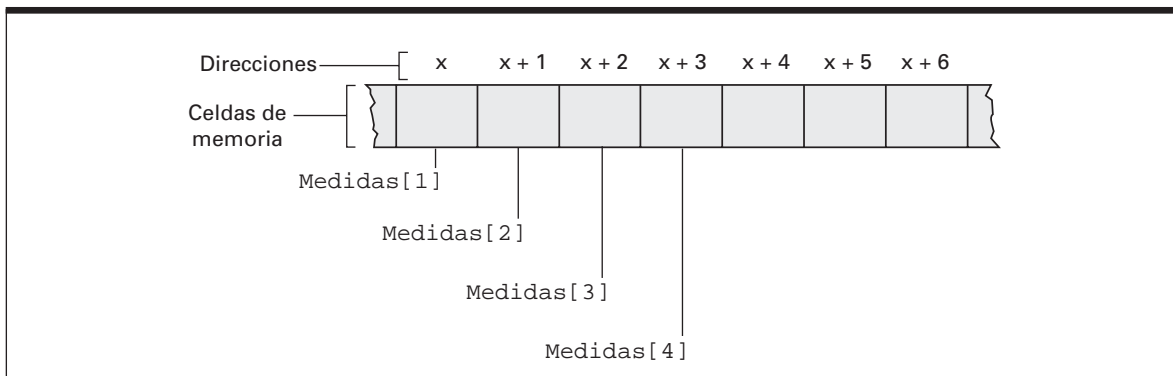 Direcciones x x + 1 x + 2 x + 3 x + 4 x + 5 x + 6
Celdas de
memoria
Medidas[1]
Medidas[2]
Medidas[3]
Medidas[4]